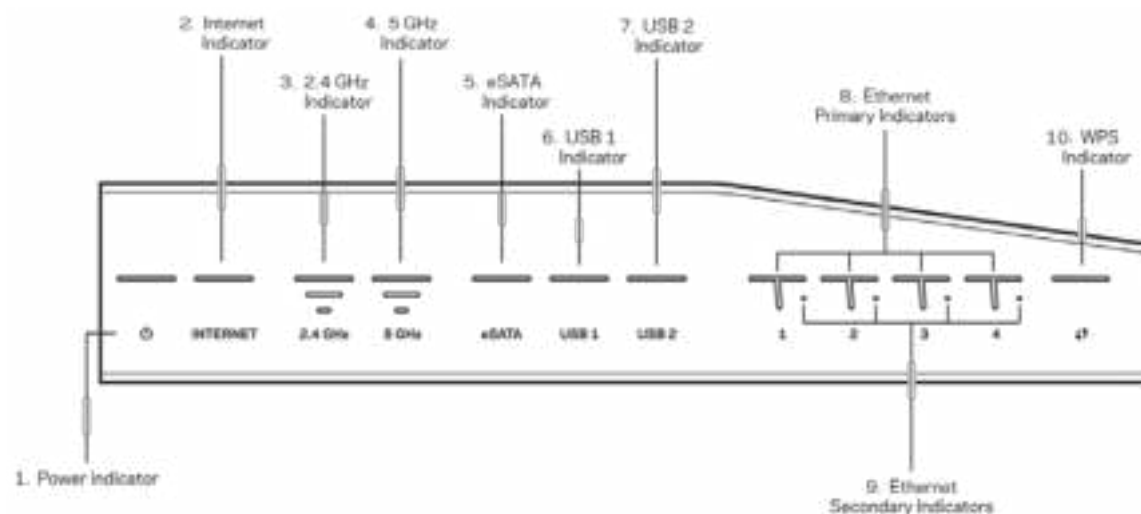 2. Internet
Indicator
4. 5 GHz
Indicator
7. USB 2
Indicator
3. 2.4 GHz
Indicator
5. eSATA
Indicator
6. USB 1
Indicator
8. Ethernet
Primary Indicators
10. WPS
Indicator
INTERNET 2.4 GHz 5 GHz eSATA USB 1 USB 2 1 2 3 4
1. Power indicator
9. Ethernet
Secondary Indicators